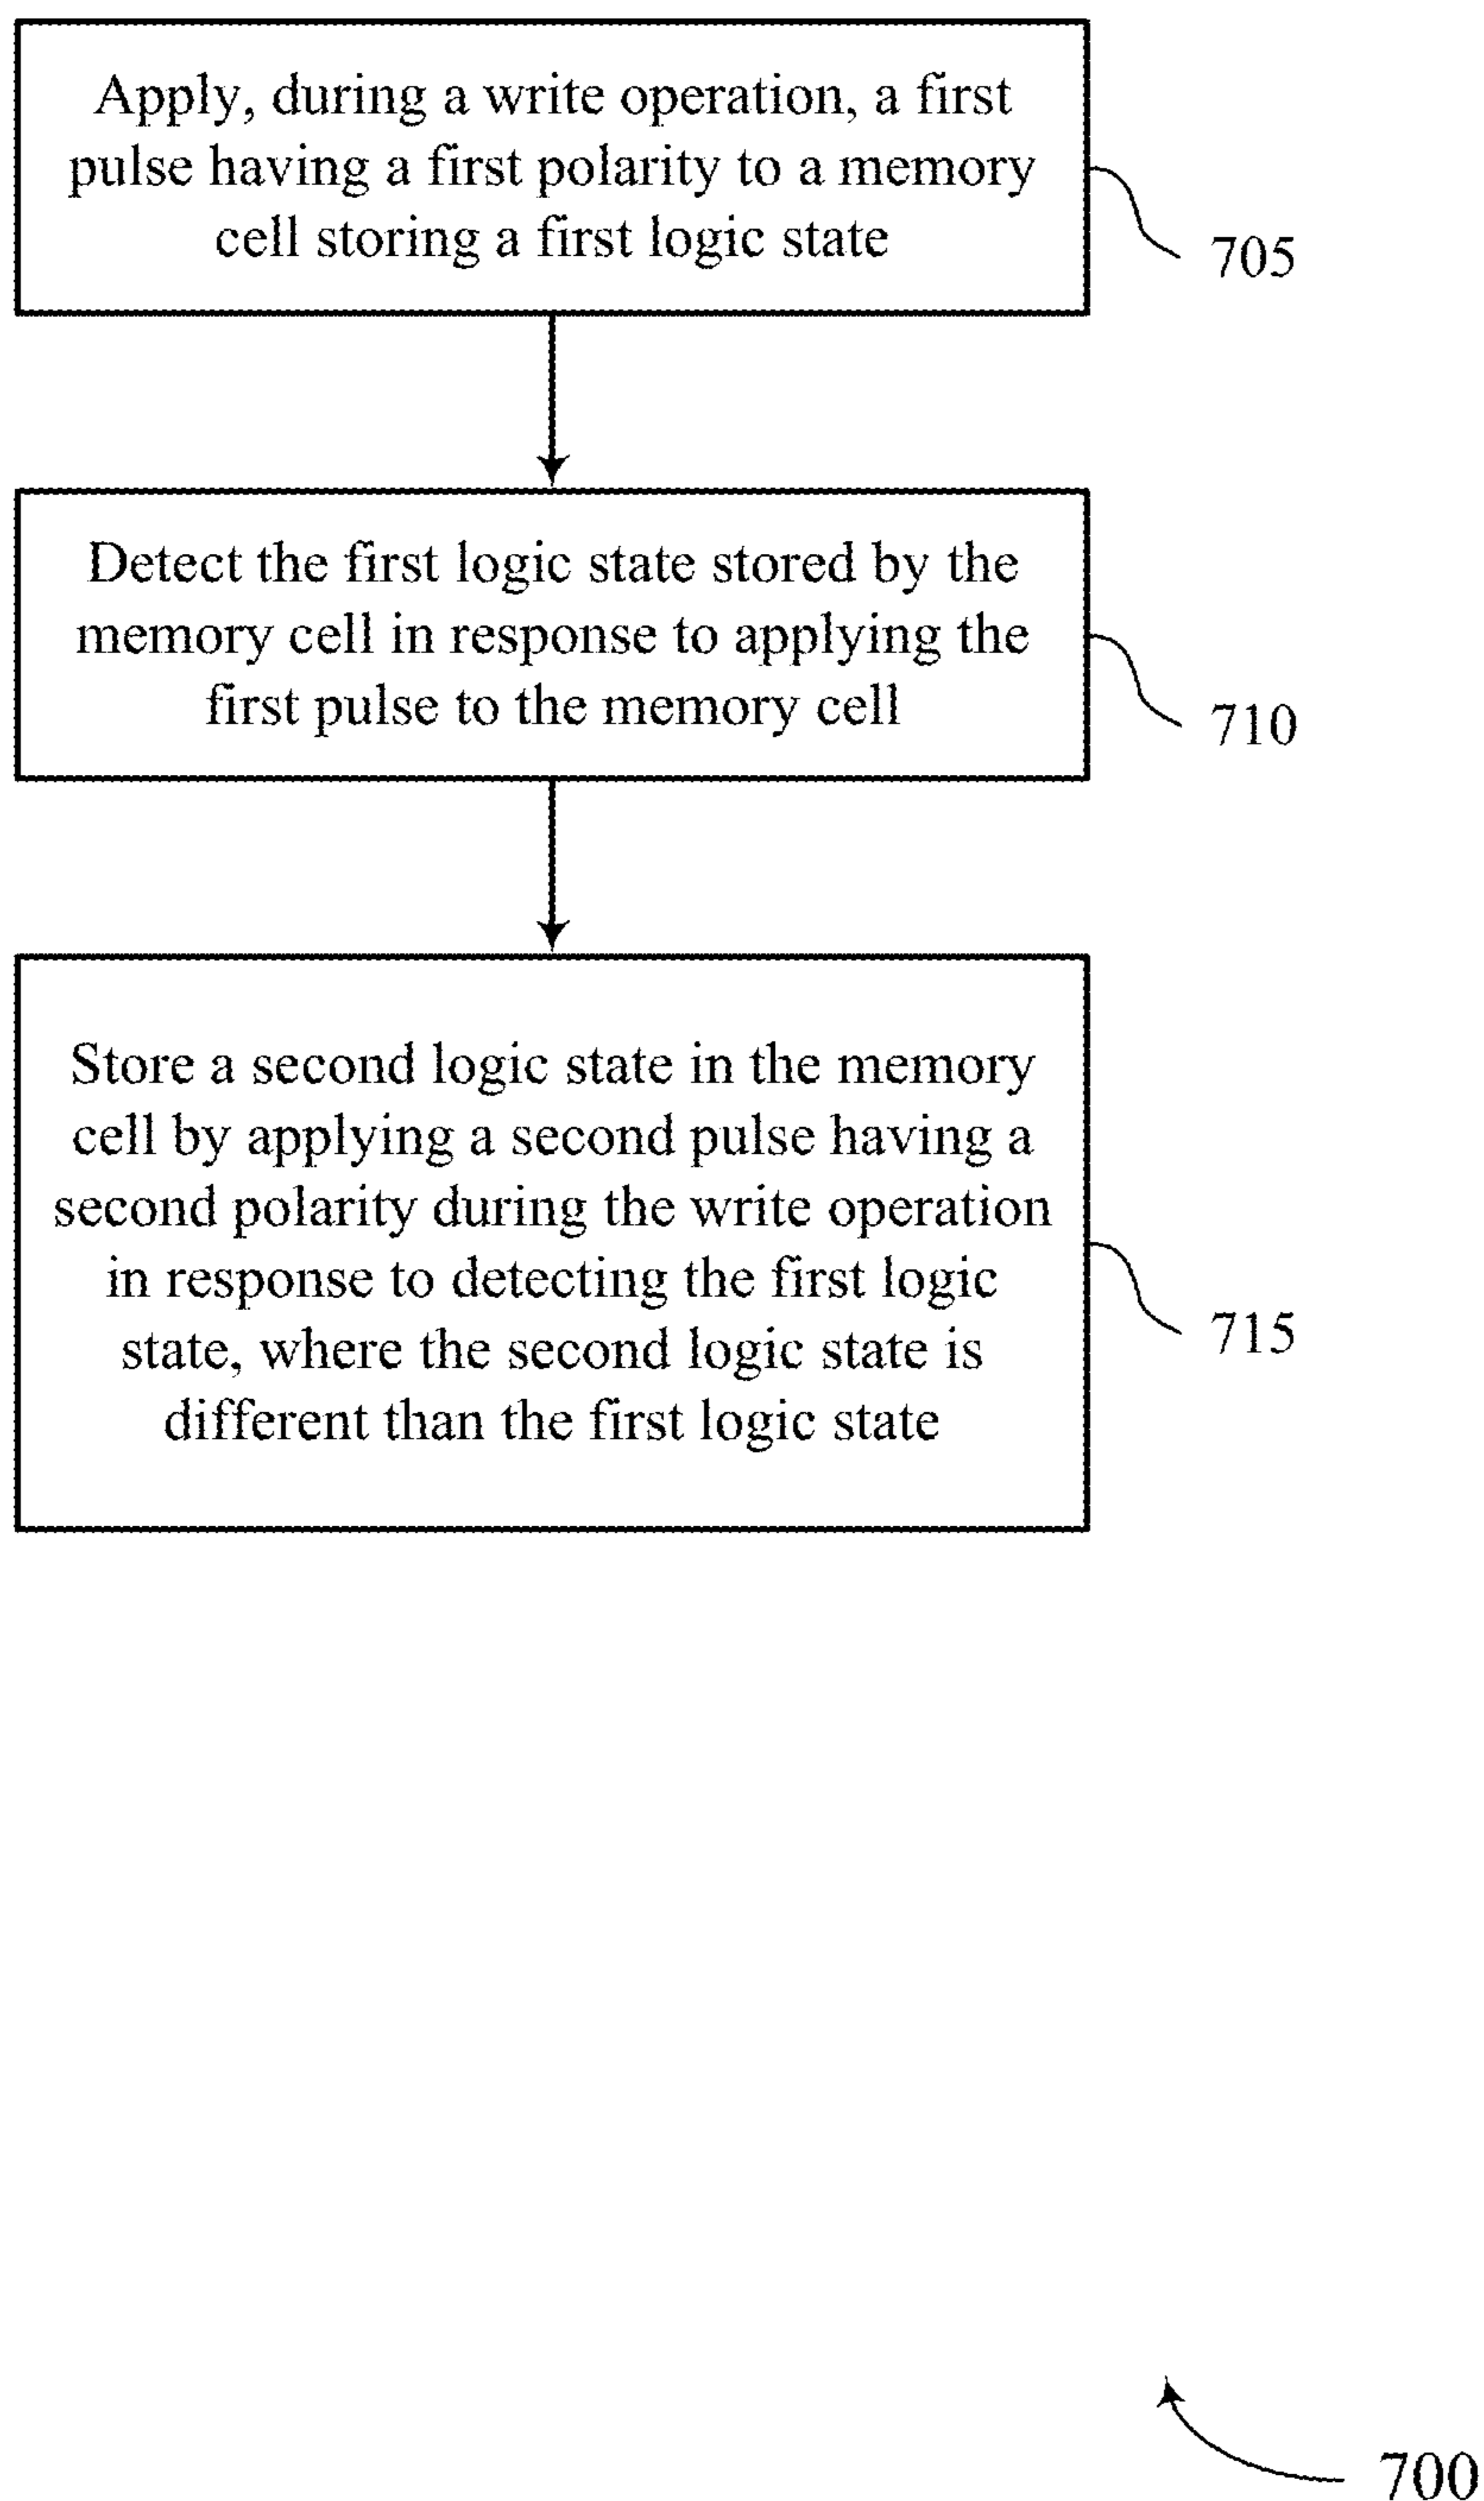 Apply, during a write operation, a first
pulse having a first polarity to a memory
cell storing a first logic state
705
Detect the first logic state stored by the
memory cell in response to applying the
first pulse to the memory cell
710
Store a second logic state in the memory
cell by applying a second pulse having a
second polarity during the write operation
in response to detecting the first logic
state, where the second logic state is
different than the first logic state
715
700